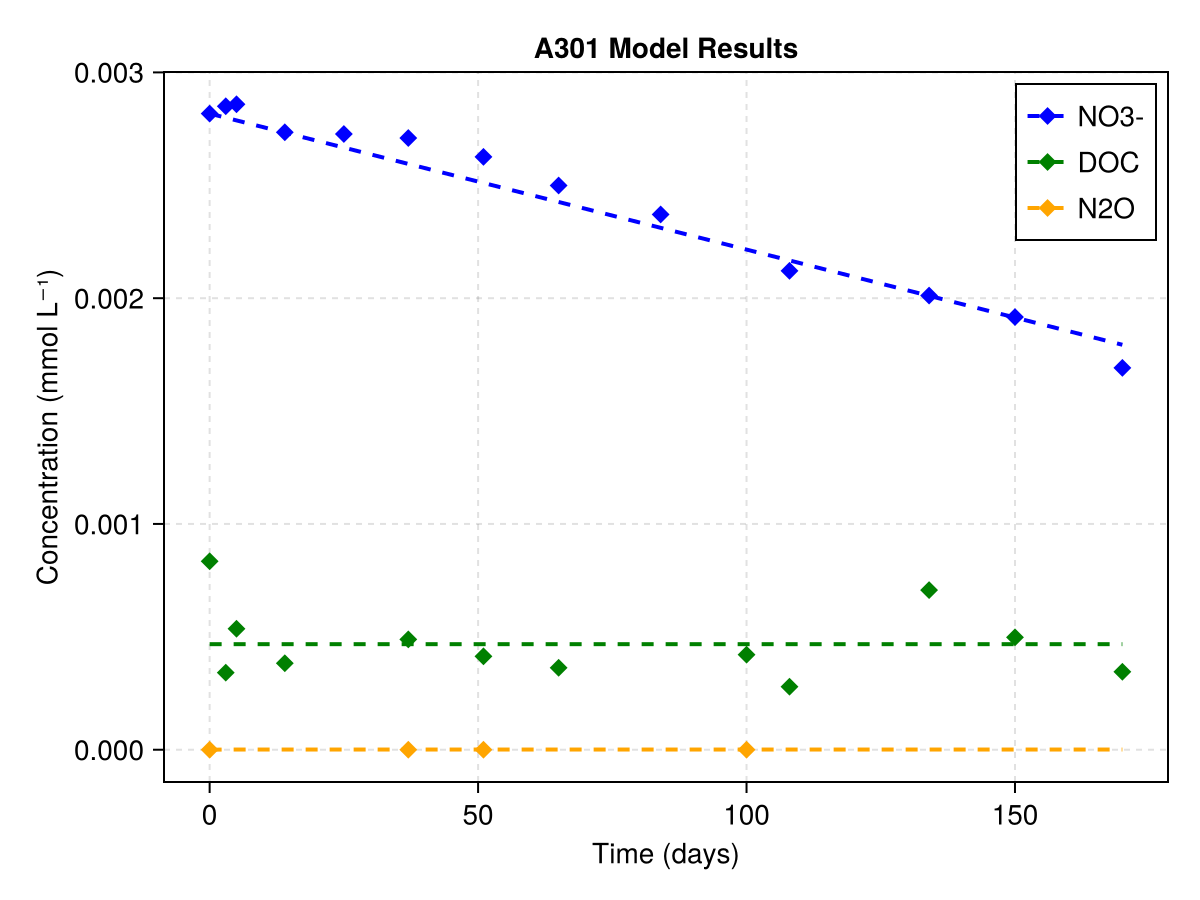 A301 Model Results
0.003
0.002
0.001
0.000
Concentration (mmol L⁻¹)
NO3-
DOC
N2O
0
50
100
150
Time (days)